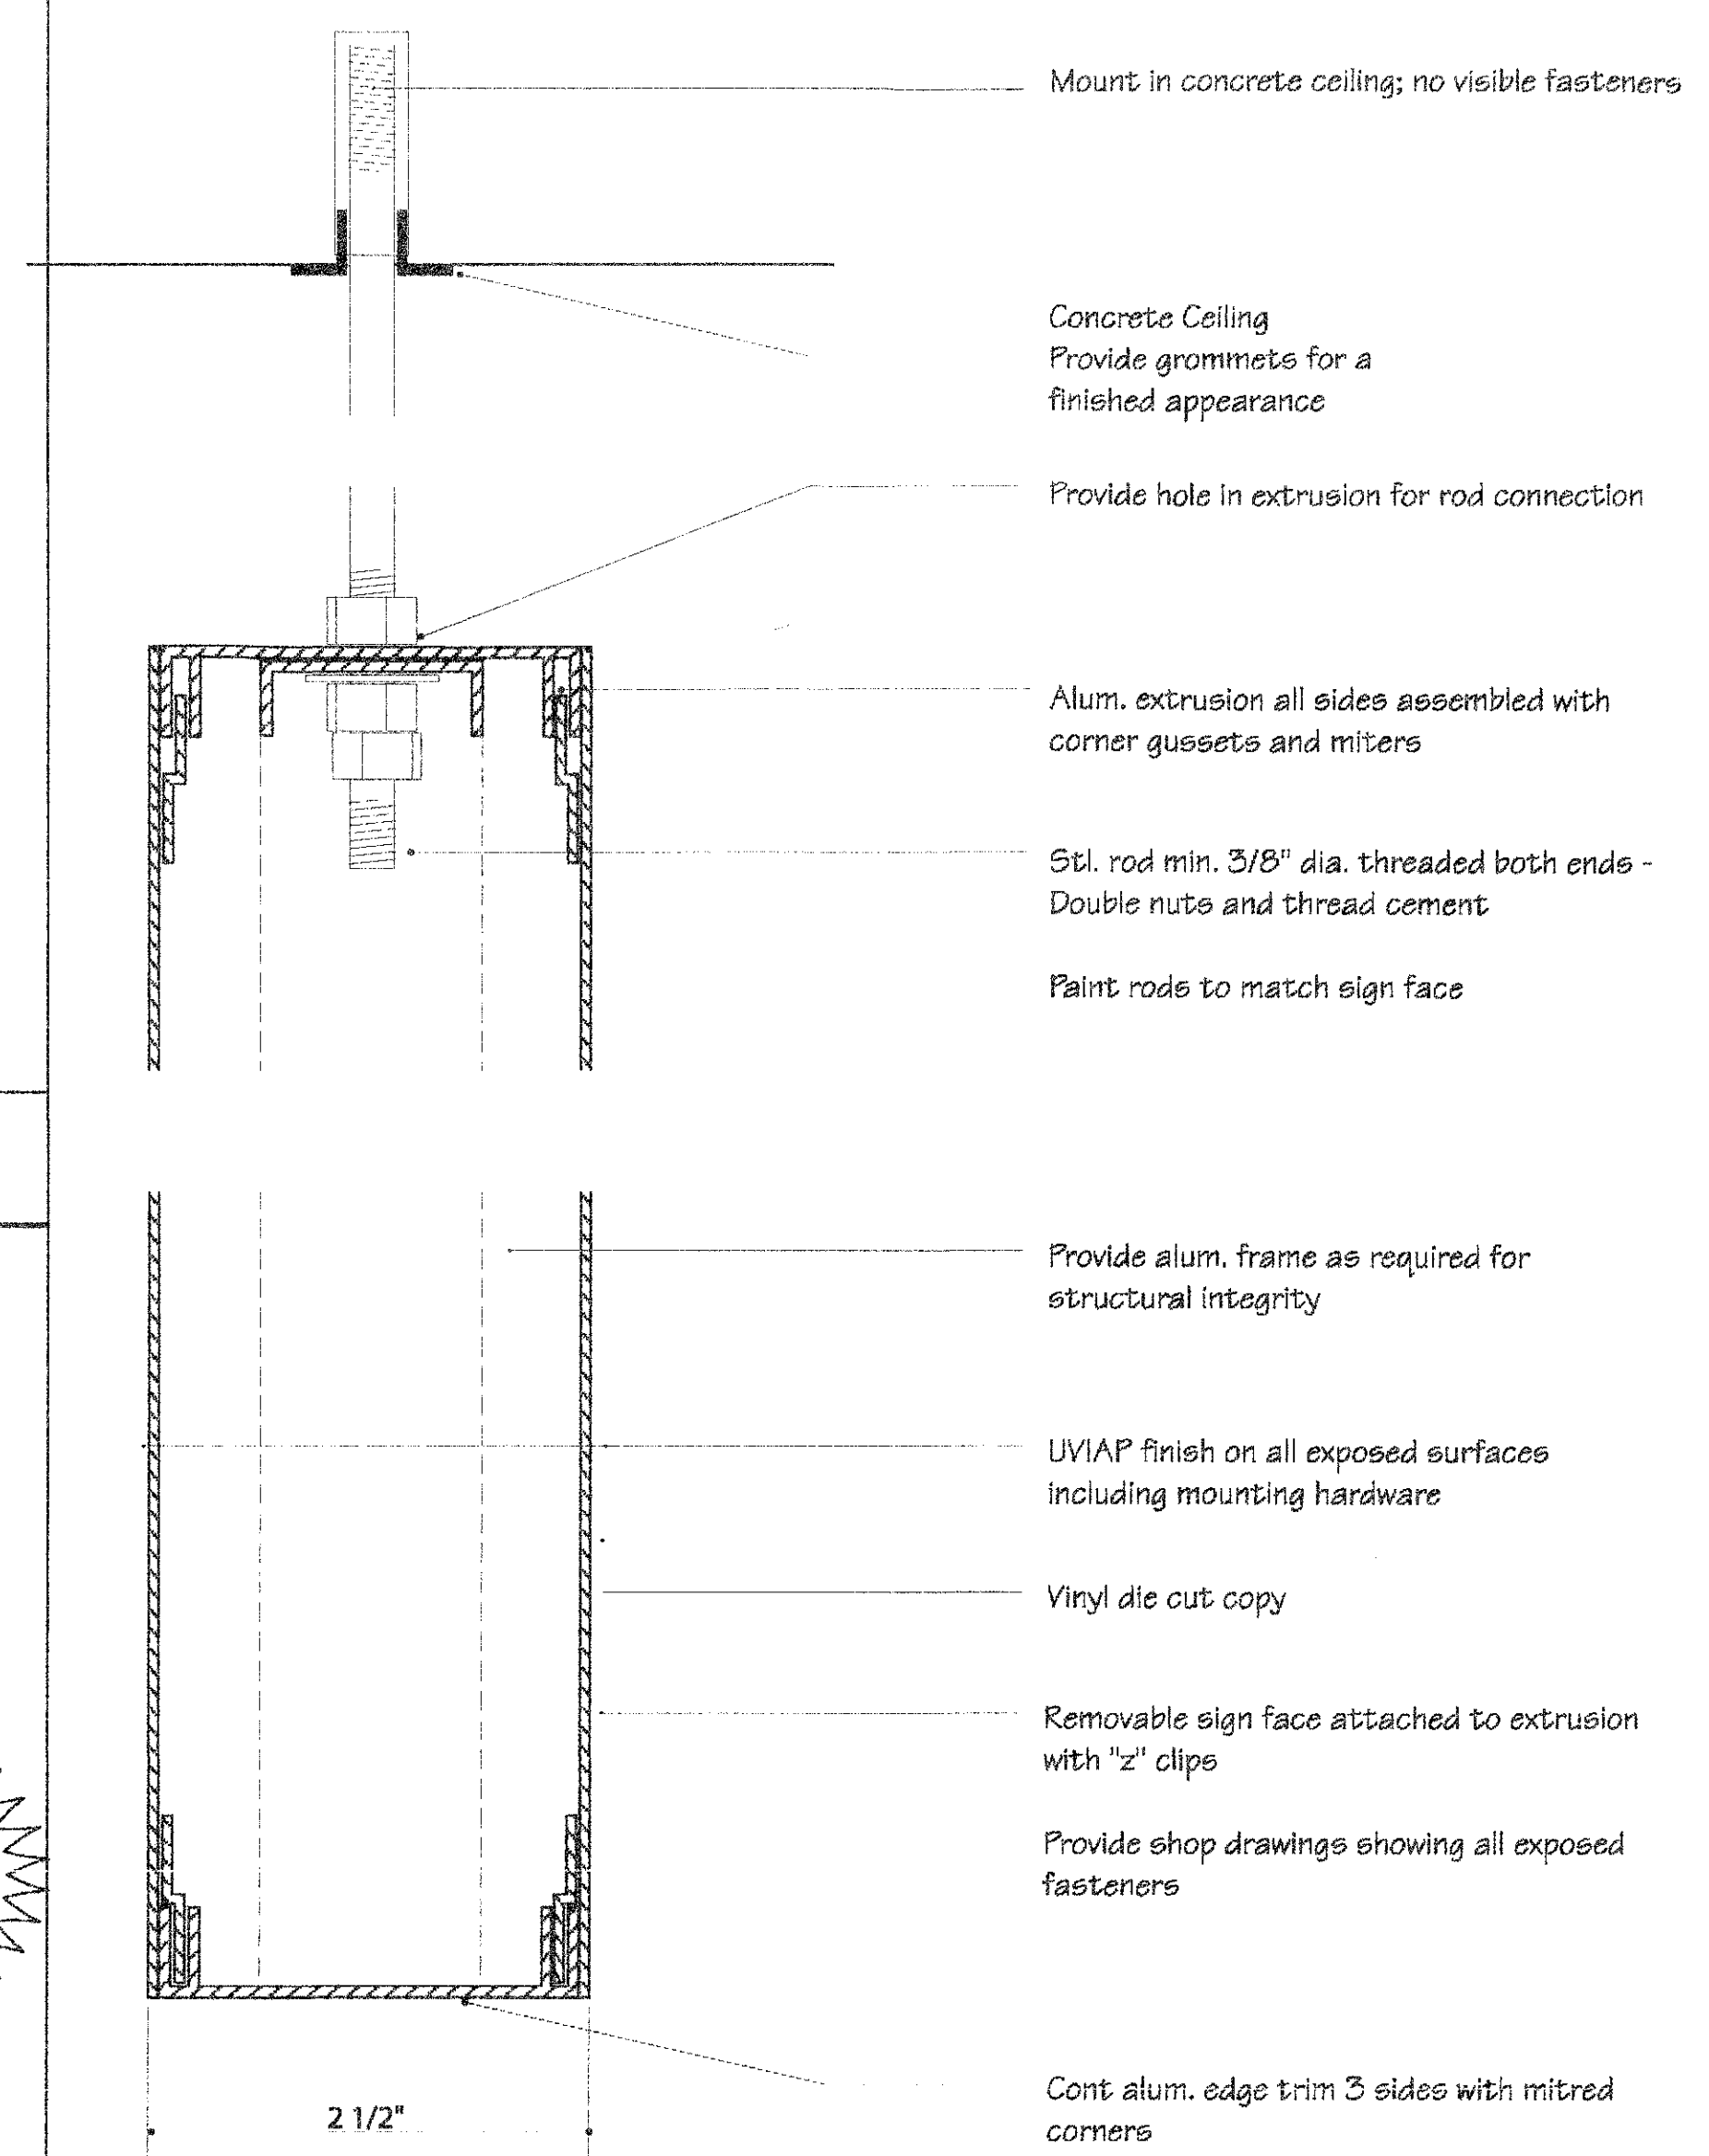 Mount in concrete ceiling; no visible fasteners
Concrete Ceiling
Provide grommets for a
finished appearance
Provide hole in extrusion for rod connection
Alum. extrusion all sides assembled with
corner gussets and miters
Stl. rod min. 3/8" dia. threaded both ends -
Double nuts and thread cement
Paint rods to match sign face
Provide alum. frame as required for
structural integrity
UVIAP finish on all exposed surfaces
including mounting hardware
Vinyl die cut copy
Removable sign face attached to extrusion
with "z" clips
Provide shop drawings showing all exposed
fasteners
Cont alum. edge trim 3 sides with mitred
corners
2 1/2"